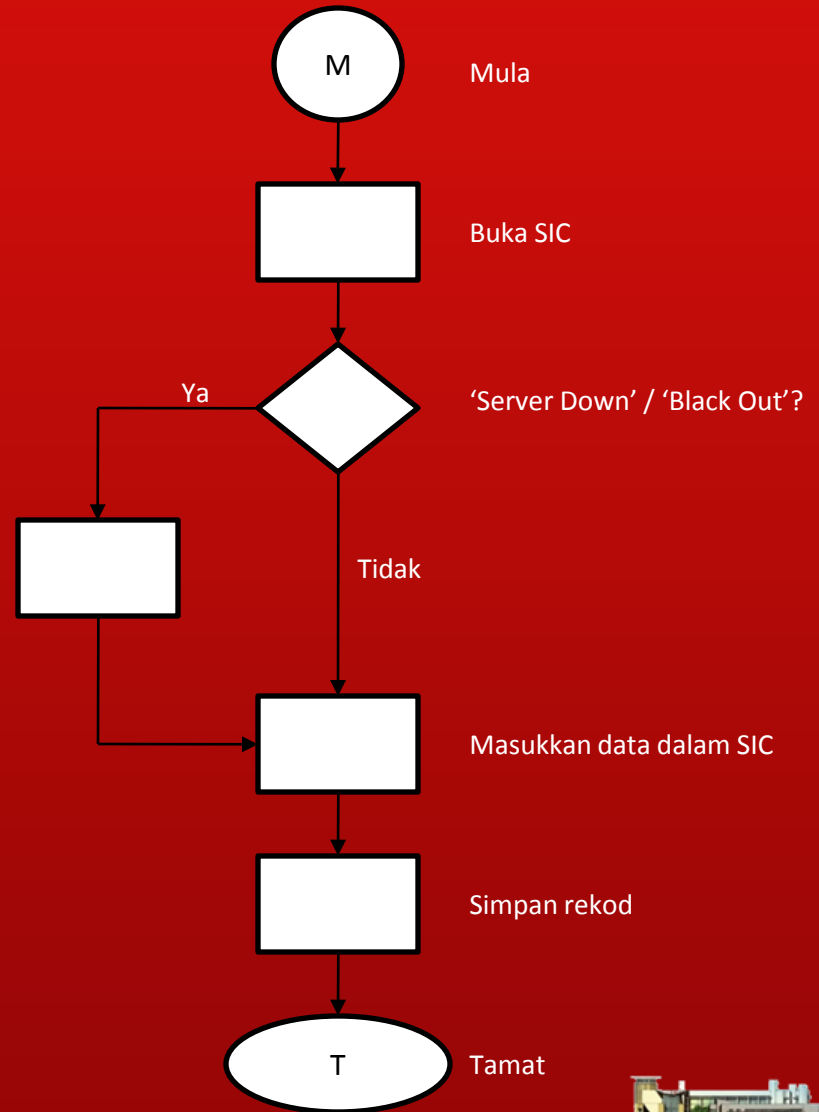 M
Mula
Buka SIC
Ya
‘Server Down’ / ‘Black Out’?
Tidak
Masukkan data dalam SIC
Simpan rekod
T
Tamat